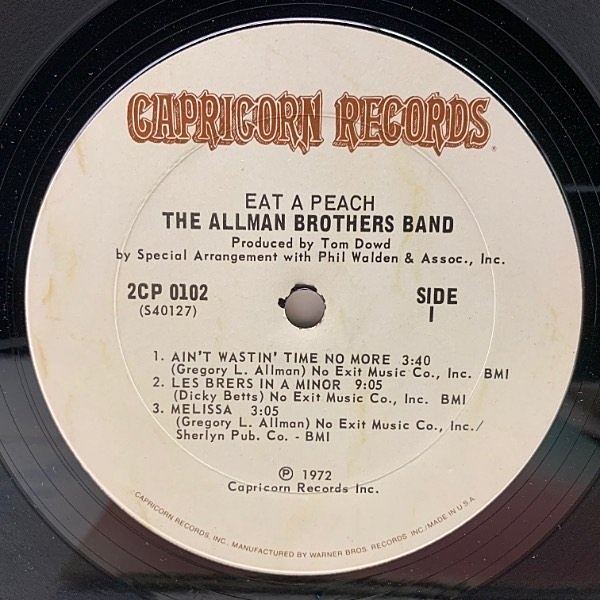 CAPRICORN RECORDS
®
EAT A PEACH
THE ALLMAN BROTHERS BAND
Produced by Tom Dowd
by Special Arrangement with Phil Walden & Assoc., Inc.
2CP 0102
(S40127)
SIDE
1
1. AIN'T WASTIN' TIME NO MORE 3:40
(Gregory L. Allman) No Exit Music Co., Inc. BMI
2. LES BRERS IN A MINOR 9:05
(Dicky Betts) No Exit Music Co., Inc. BMI
3. MELISSA 3:05
(Gregory L. Allman) No Exit Music Co., Inc./
Sherlyn Pub. Co. - BMI
℗ 1972
Capricorn Records Inc.
CAPRICORN RECORDS, INC., MANUFACTURED BY WARNER BROS. RECORDS INC./MADE IN U.S.A.